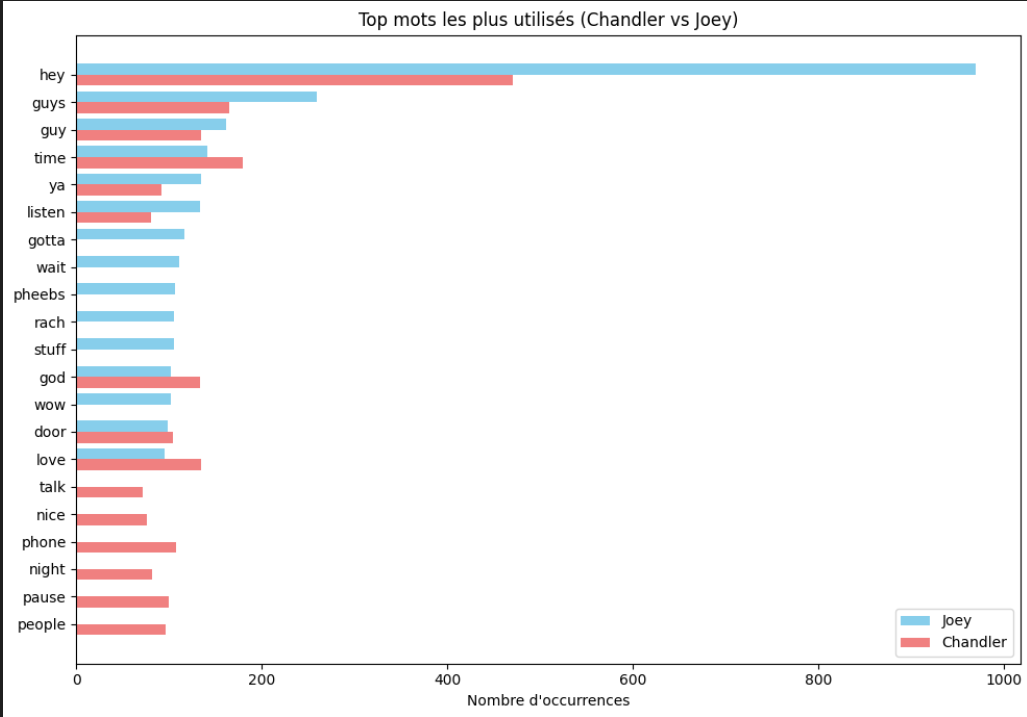 Top mots les plus utilisés (Chandler vs Joey)
hey
guys
guy
time
ya
listen
gotta
wait
pheebs
rach
stuff
god
wow
door
love
talk
nice
phone
night
pause
people
Joey
Chandler
0 200 400 600 800 1000
Nombre d'occurrences